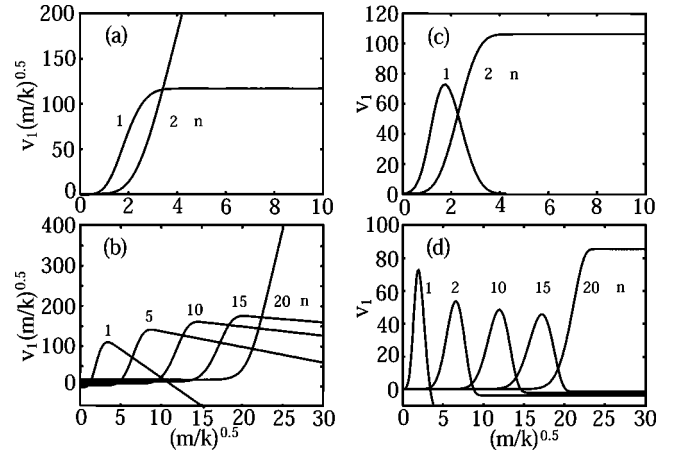 (a)
200
150
100
50
0
v₁(m/k)⁰·⁵
1
2 n
0 2 4 6 8 10
(c)
120
100
80
60
40
20
0
v₁
1
2 n
0 2 4 6 8 10
(b)
400
300
200
100
0
v₁(m/k)⁰·⁵
1 5 10 15 20 n
0 5 10 15 20 25 30
(m/k)⁰·⁵
(d)
100
80
60
40
20
0
v₁
1 2 10 15 20 n
0 5 10 15 20 25 30
(m/k)⁰·⁵